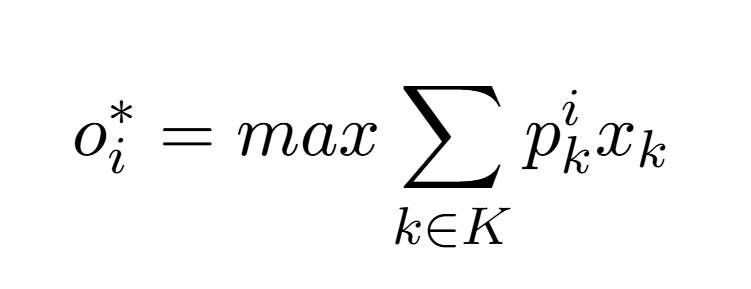 $o_i^* = max \sum_{k \in K} p_k^i x_k$